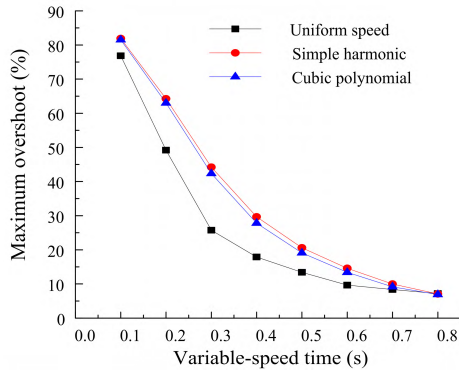 Maximum overshoot (%)
90
80
70
60
50
40
30
20
10
0
Uniform speed
Simple harmonic
Cubic polynomial
0.0 0.1 0.2 0.3 0.4 0.5 0.6 0.7 0.8
Variable-speed time (s)